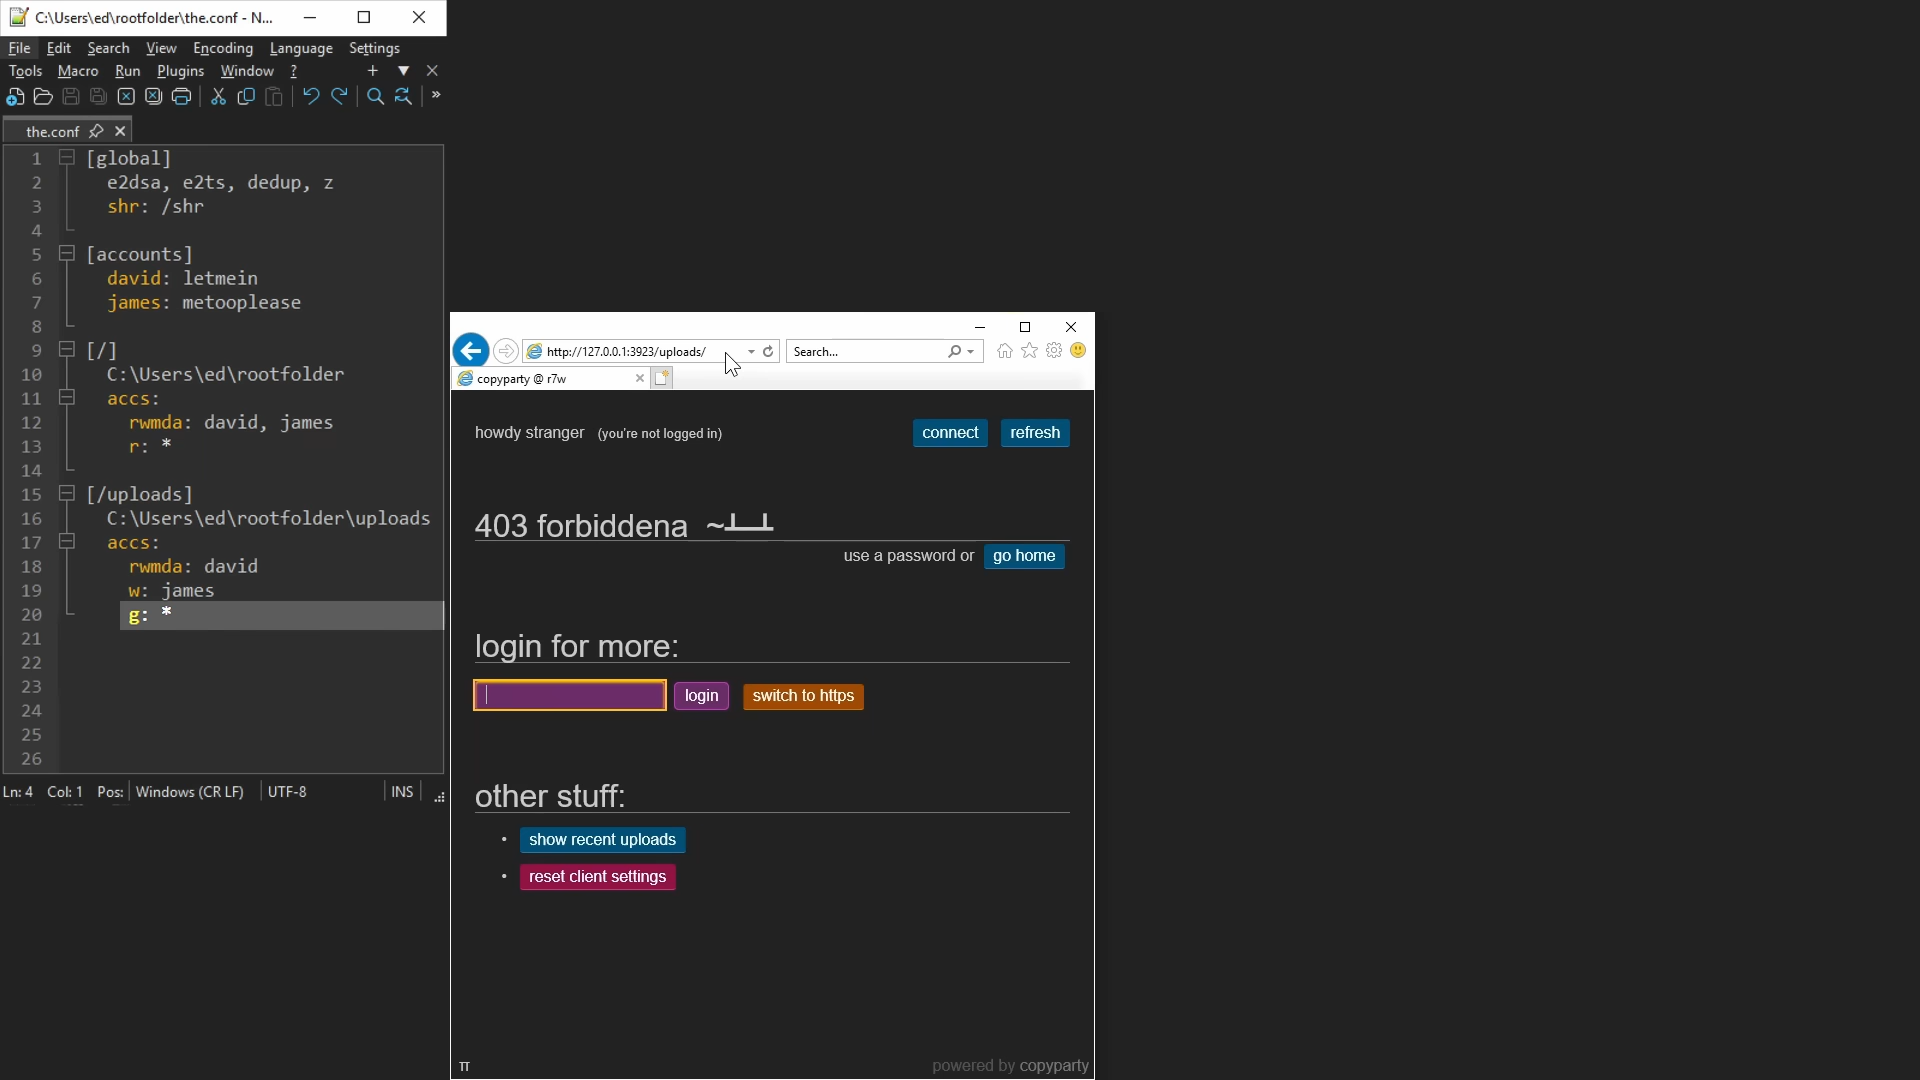 C:\Users\ed\rootfolder\the.conf - N...
File Edit Search View Encoding Language Settings
Tools Macro Run Plugins Window ?
the.conf
1 [global]
2 e2dsa, e2ts, dedup, z
3 shr: /shr
4
5 [accounts]
6 david: letmein
7 james: metooplease
8
9 [/]
10 C:\Users\ed\rootfolder
11 accs:
12 rwmda: david, james
13 r: *
14
15 [/uploads]
16 C:\Users\ed\rootfolder\uploads
17 accs:
18 rwmda: david
19 w: james
20 g: *
21
22
23
24
25
26
Ln: 4 Col: 1 Pos: Windows (CR LF) UTF-8 INS
http://127.0.0.1:3923/uploads/ Search...
copyparty @ r7w
howdy stranger (you're not logged in) connect refresh
403 forbiddena ~┻━┻
use a password or go home
login for more:
login switch to https
other stuff:
• show recent uploads
• reset client settings
π powered by copyparty